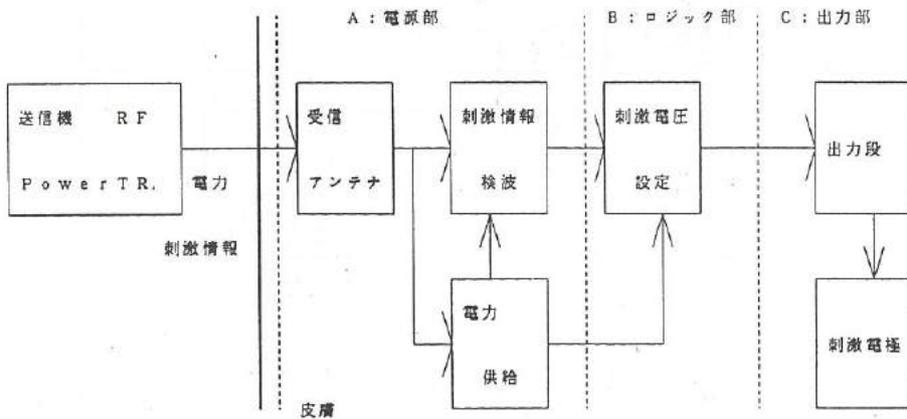 A：電源部
B：ロジック部
C：出力部
送信機 RF
PowerTR.
電力
刺激情報
受信
アンテナ
刺激情報
検波
電力
供給
刺激電圧
設定
出力段
刺激電極
皮膚